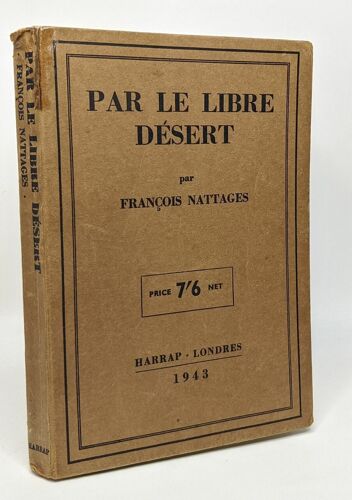 PAR LE LIBRE DÉSERT
· FRANÇOIS NATTAGES .
HARRAP
PAR LE LIBRE
DÉSERT
par
FRANÇOIS NATTAGES
PRICE 7'6 NET
HARRAP · LONDRES
1943